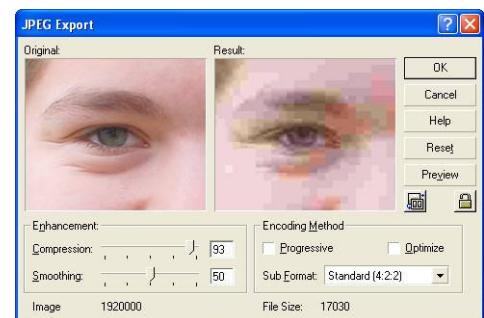 JPEG Export
Original: Result:
OK
Cancel
Help
Reset
Preview
Enhancement:
Compression: 93
Smoothing: 50
Encoding Method
Progressive Optimize
Sub Format: Standard (4:2:2)
Image 1920000 File Size: 17030